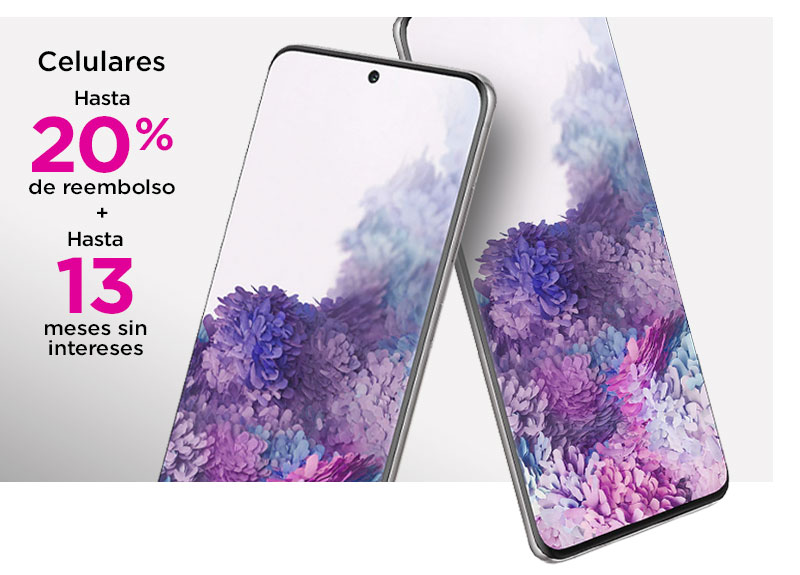 Celulares
Hasta
20%
de reembolso
+
Hasta
13
meses sin
intereses